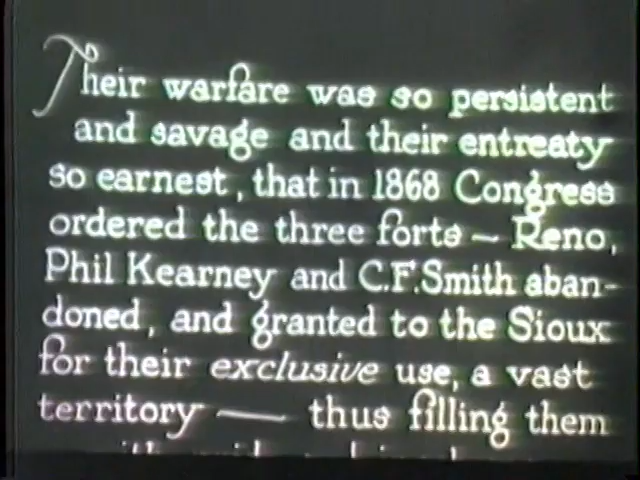 Their warfare was so persistent
and savage and their entreaty
so earnest, that in 1868 Congress
ordered the three forts — Reno,
Phil Kearney and C.F. Smith aban-
doned, and granted to the Sioux
for their exclusive use, a vast
territory — thus filling them